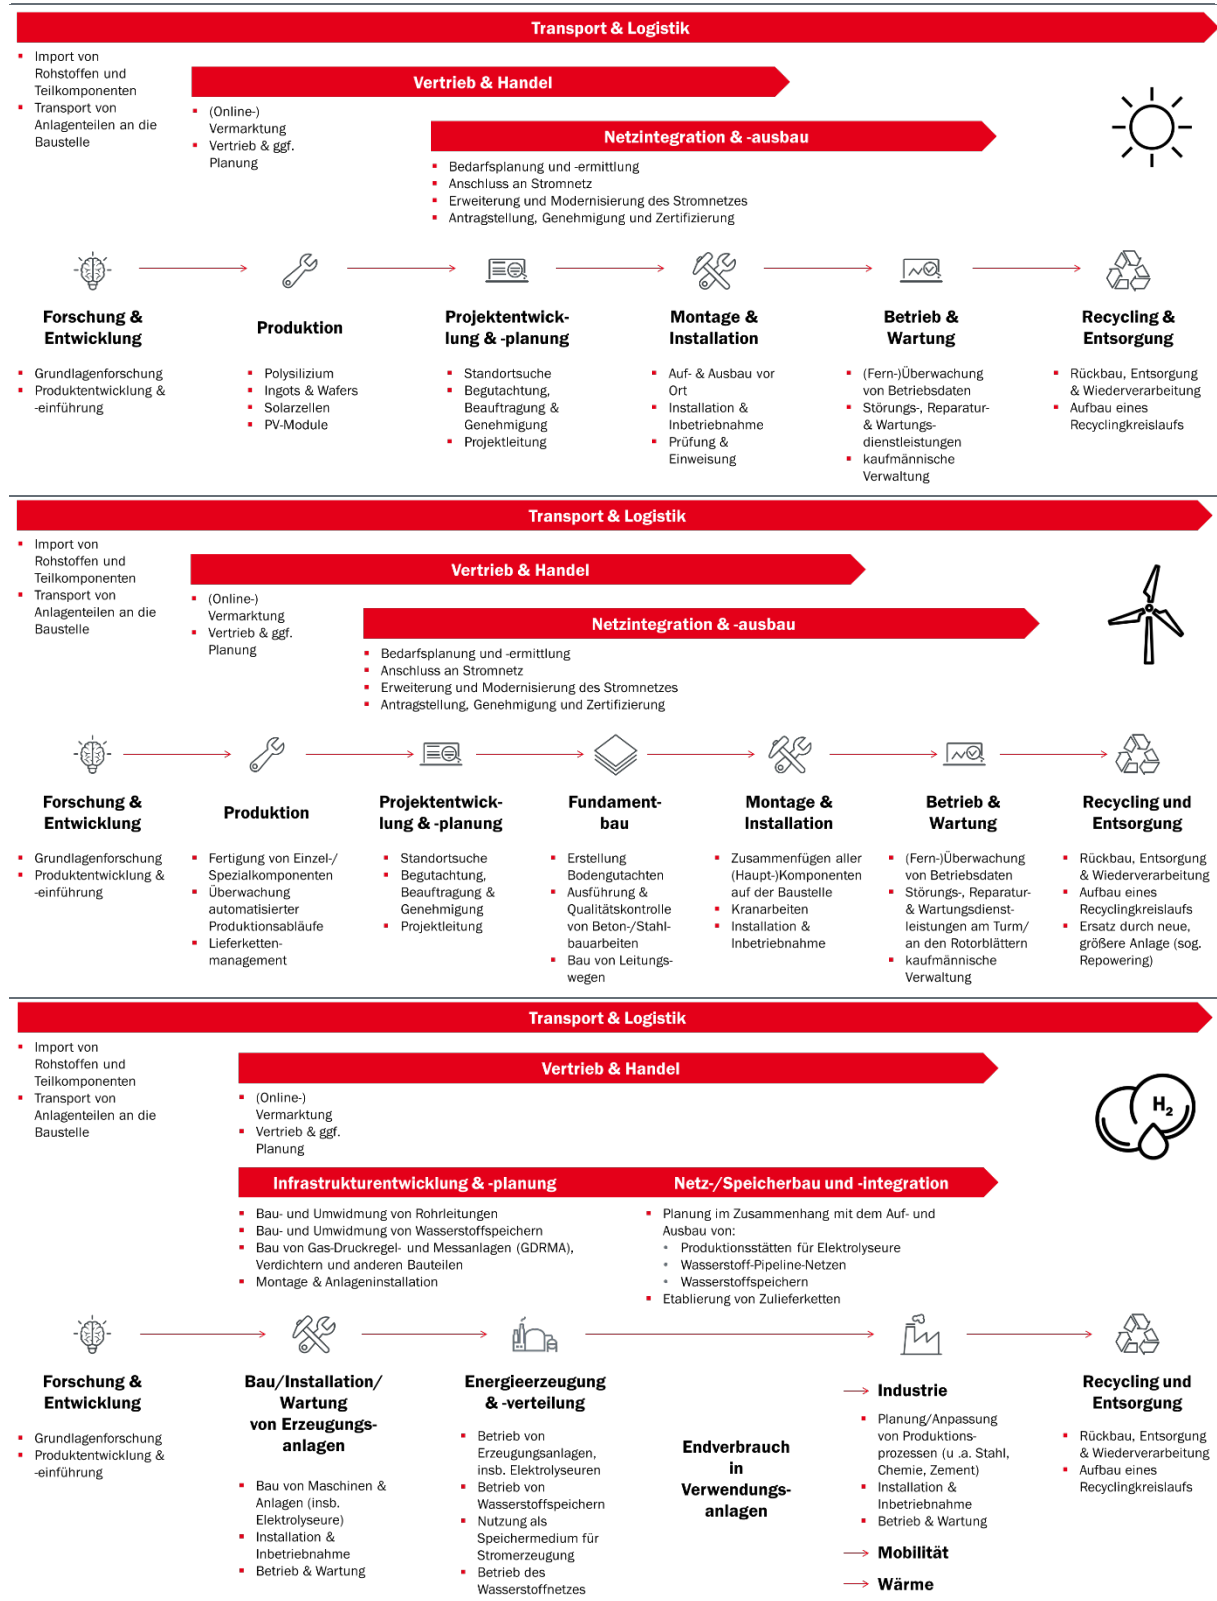 Transport & Logistik
Import von
Rohstoffen und
Teilkomponenten
Transport von
Anlagenteilen an die
Baustelle
Vertrieb & Handel
(Online-)
Vermarktung
Vertrieb & ggf.
Planung
Netzintegration & -ausbau
Bedarfsplanung und -ermittlung
Anschluss an Stromnetz
Erweiterung und Modernisierung des Stromnetzes
Antragstellung, Genehmigung und Zertifizierung
Forschung &
Entwicklung
Grundlagenforschung
Produktentwicklung &
-einführung
Produktion
Polysilizium
Ingots & Wafers
Solarzellen
PV-Module
Projektentwick-
lung & -planung
Standortsuche
Begutachtung,
Beauftragung &
Genehmigung
Projektleitung
Montage &
Installation
Auf- & Ausbau vor
Ort
Installation &
Inbetriebnahme
Prüfung &
Einweisung
Betrieb &
Wartung
(Fern-)Überwachung
von Betriebsdaten
Störungs-, Reparatur-
& Wartungs-
dienstleistungen
kaufmännische
Verwaltung
Recycling &
Entsorgung
Rückbau, Entsorgung
& Wiederverarbeitung
Aufbau eines
Recyclingkreislaufs
Transport & Logistik
Import von
Rohstoffen und
Teilkomponenten
Transport von
Anlagenteilen an die
Baustelle
Vertrieb & Handel
(Online-)
Vermarktung
Vertrieb & ggf.
Planung
Netzintegration & -ausbau
Bedarfsplanung und -ermittlung
Anschluss an Stromnetz
Erweiterung und Modernisierung des Stromnetzes
Antragstellung, Genehmigung und Zertifizierung
Forschung &
Entwicklung
Grundlagenforschung
Produktentwicklung &
-einführung
Produktion
Fertigung von Einzel-/
Spezialkomponenten
Überwachung
automatisierter
Produktionsabläufe
Lieferketten-
management
Projektentwick-
lung & -planung
Standortsuche
Begutachtung,
Beauftragung &
Genehmigung
Projektleitung
Fundament-
bau
Erstellung
Bodengutachten
Ausführung &
Qualitätskontrolle
von Beton-/Stahl-
bauarbeiten
Bau von Leitungs-
wegen
Montage &
Installation
Zusammenfügen aller
(Haupt-)Komponenten
auf der Baustelle
Kranarbeiten
Installation &
Inbetriebnahme
Betrieb &
Wartung
(Fern-)Überwachung
von Betriebsdaten
Störungs-, Reparatur-
& Wartungsdienst-
leistungen am Turm/
an den Rotorblättern
kaufmännische
Verwaltung
Recycling und
Entsorgung
Rückbau, Entsorgung
& Wiederverarbeitung
Aufbau eines
Recyclingkreislaufs
Ersatz durch neue,
größere Anlage (sog.
Repowering)
Transport & Logistik
Import von
Rohstoffen und
Teilkomponenten
Transport von
Anlagenteilen an die
Baustelle
Vertrieb & Handel
(Online-)
Vermarktung
Vertrieb & ggf.
Planung
H2
Infrastrukturentwicklung & -planung
Bau- und Umwidmung von Rohrleitungen
Bau- und Umwidmung von Wasserstoffspeichern
Bau von Gas-Druckregel- und Messanlagen (GDRMA),
Verdichtern und anderen Bauteilen
Montage & Anlageninstallation
Netz-/Speicherbau und -integration
Planung im Zusammenhang mit dem Auf- und
Ausbau von:
Produktionsstätten für Elektrolyseure
Wasserstoff-Pipeline-Netzen
Wasserstoffspeichern
Etablierung von Zulieferketten
Forschung &
Entwicklung
Grundlagenforschung
Produktentwicklung &
-einführung
Bau/Installation/
Wartung
von Erzeugungs-
anlagen
Bau von Maschinen &
Anlagen (insb.
Elektrolyseure)
Installation &
Inbetriebnahme
Betrieb & Wartung
Energieerzeugung
& -verteilung
Betrieb von
Erzeugungsanlagen,
insb. Elektrolyseuren
Betrieb von
Wasserstoffspeichern
Nutzung als
Speichermedium für
Stromerzeugung
Betrieb des
Wasserstoffnetzes
Endverbrauch
in
Verwendungs-
anlagen
Industrie
Planung/Anpassung
von Produktions-
prozessen (u .a. Stahl,
Chemie, Zement)
Installation &
Inbetriebnahme
Betrieb & Wartung
Mobilität
Wärme
Recycling und
Entsorgung
Rückbau, Entsorgung
& Wiederverarbeitung
Aufbau eines
Recyclingkreislaufs